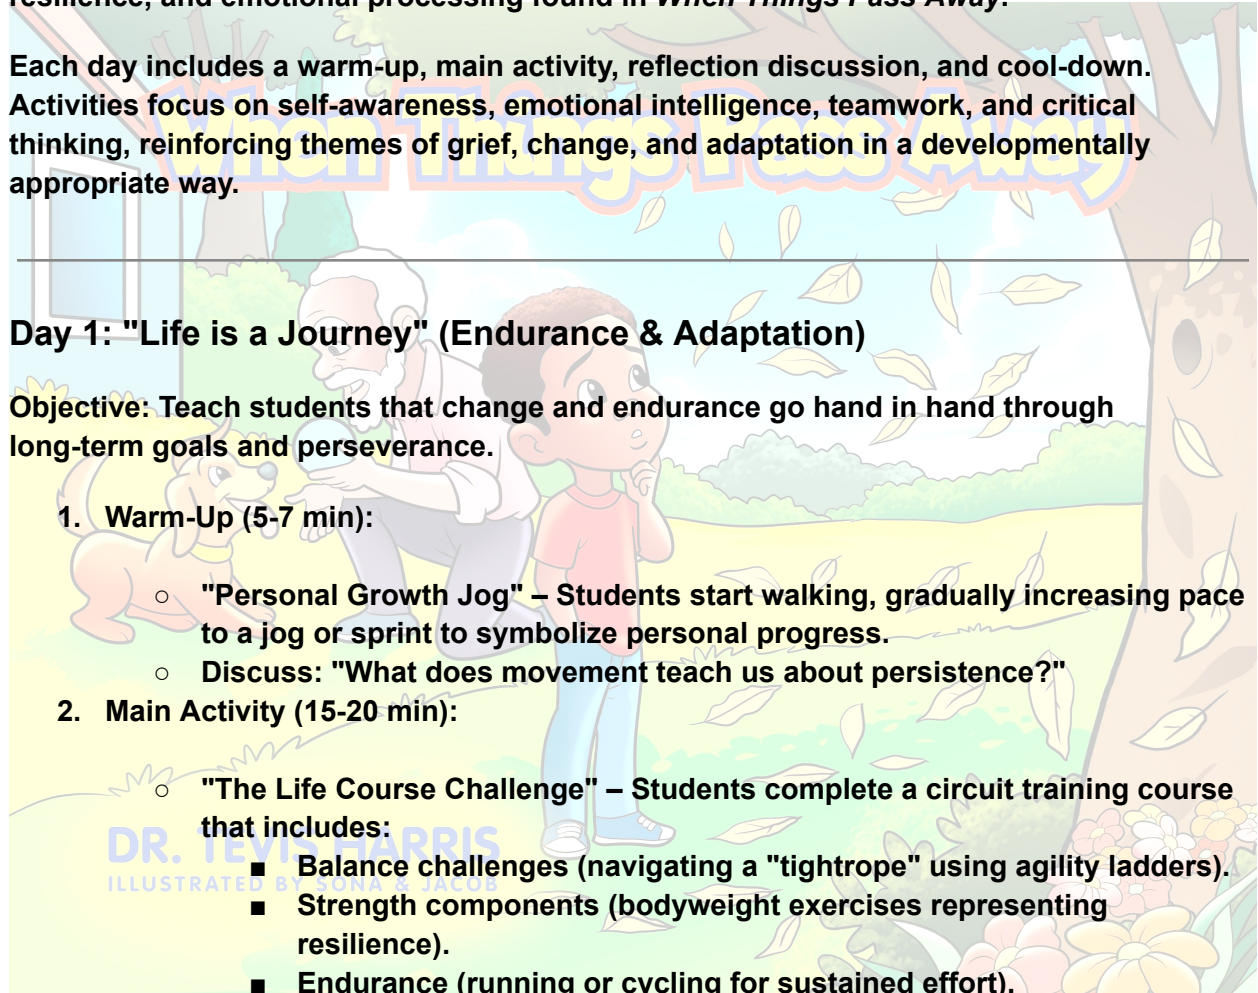 resilience, and emotional processing found in When Things Pass Away.
Each day includes a warm-up, main activity, reflection discussion, and cool-down.
Activities focus on self-awareness, emotional intelligence, teamwork, and critical
thinking, reinforcing themes of grief, change, and adaptation in a developmentally
appropriate way.
When Things Pass Away
Day 1: "Life is a Journey" (Endurance & Adaptation)
Objective: Teach students that change and endurance go hand in hand through
long-term goals and perseverance.
1. Warm-Up (5-7 min):
○ "Personal Growth Jog" – Students start walking, gradually increasing pace
to a jog or sprint to symbolize personal progress.
○ Discuss: "What does movement teach us about persistence?"
2. Main Activity (15-20 min):
○ "The Life Course Challenge" – Students complete a circuit training course
that includes:
■ Balance challenges (navigating a "tightrope" using agility ladders).
■ Strength components (bodyweight exercises representing
resilience).
■ Endurance (running or cycling for sustained effort).
DR. TEVIS HARRIS
ILLUSTRATED BY SONA & JACOB